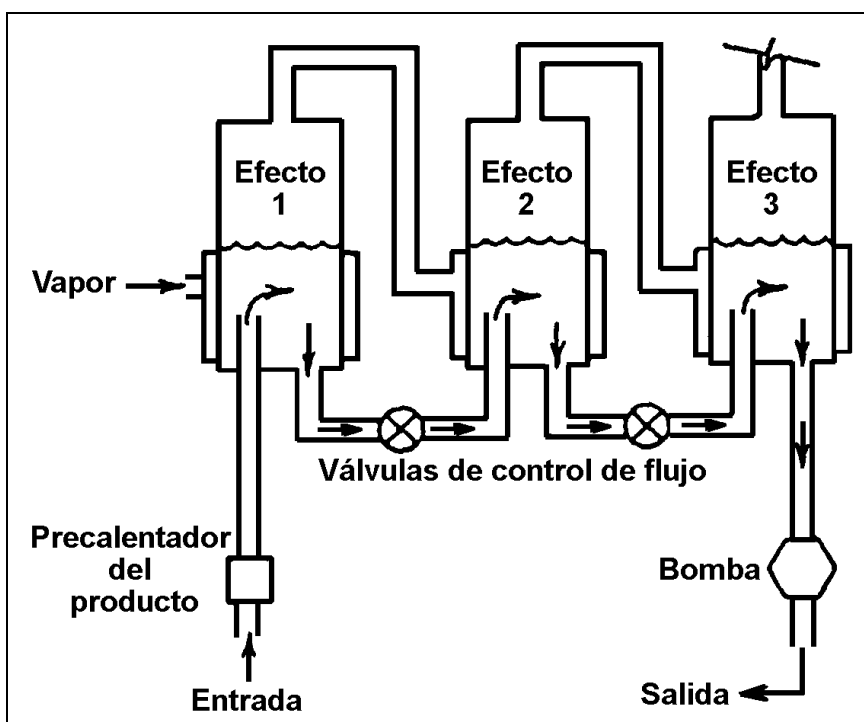 Efecto
1
Efecto
2
Efecto
3
Vapor
Válvulas de control de flujo
Precalentador
del
producto
Bomba
Entrada
Salida